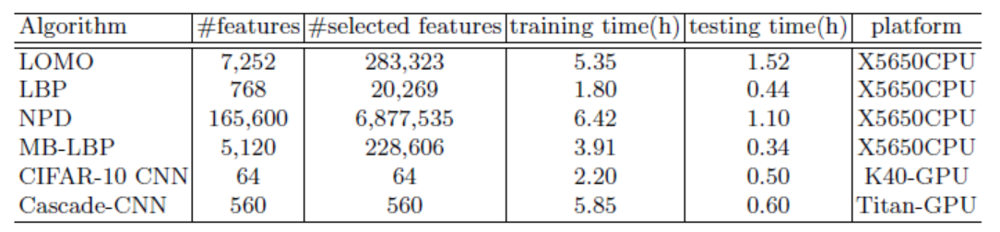 Algorithm #features #selected features training time(h) testing time(h) platform
LOMO 7,252 283,323 5.35 1.52 X5650CPU
LBP 768 20,269 1.80 0.44 X5650CPU
NPD 165,600 6,877,535 6.42 1.10 X5650CPU
MB-LBP 5,120 228,606 3.91 0.34 X5650CPU
CIFAR-10 CNN 64 64 2.20 0.50 K40-GPU
Cascade-CNN 560 560 5.85 0.60 Titan-GPU